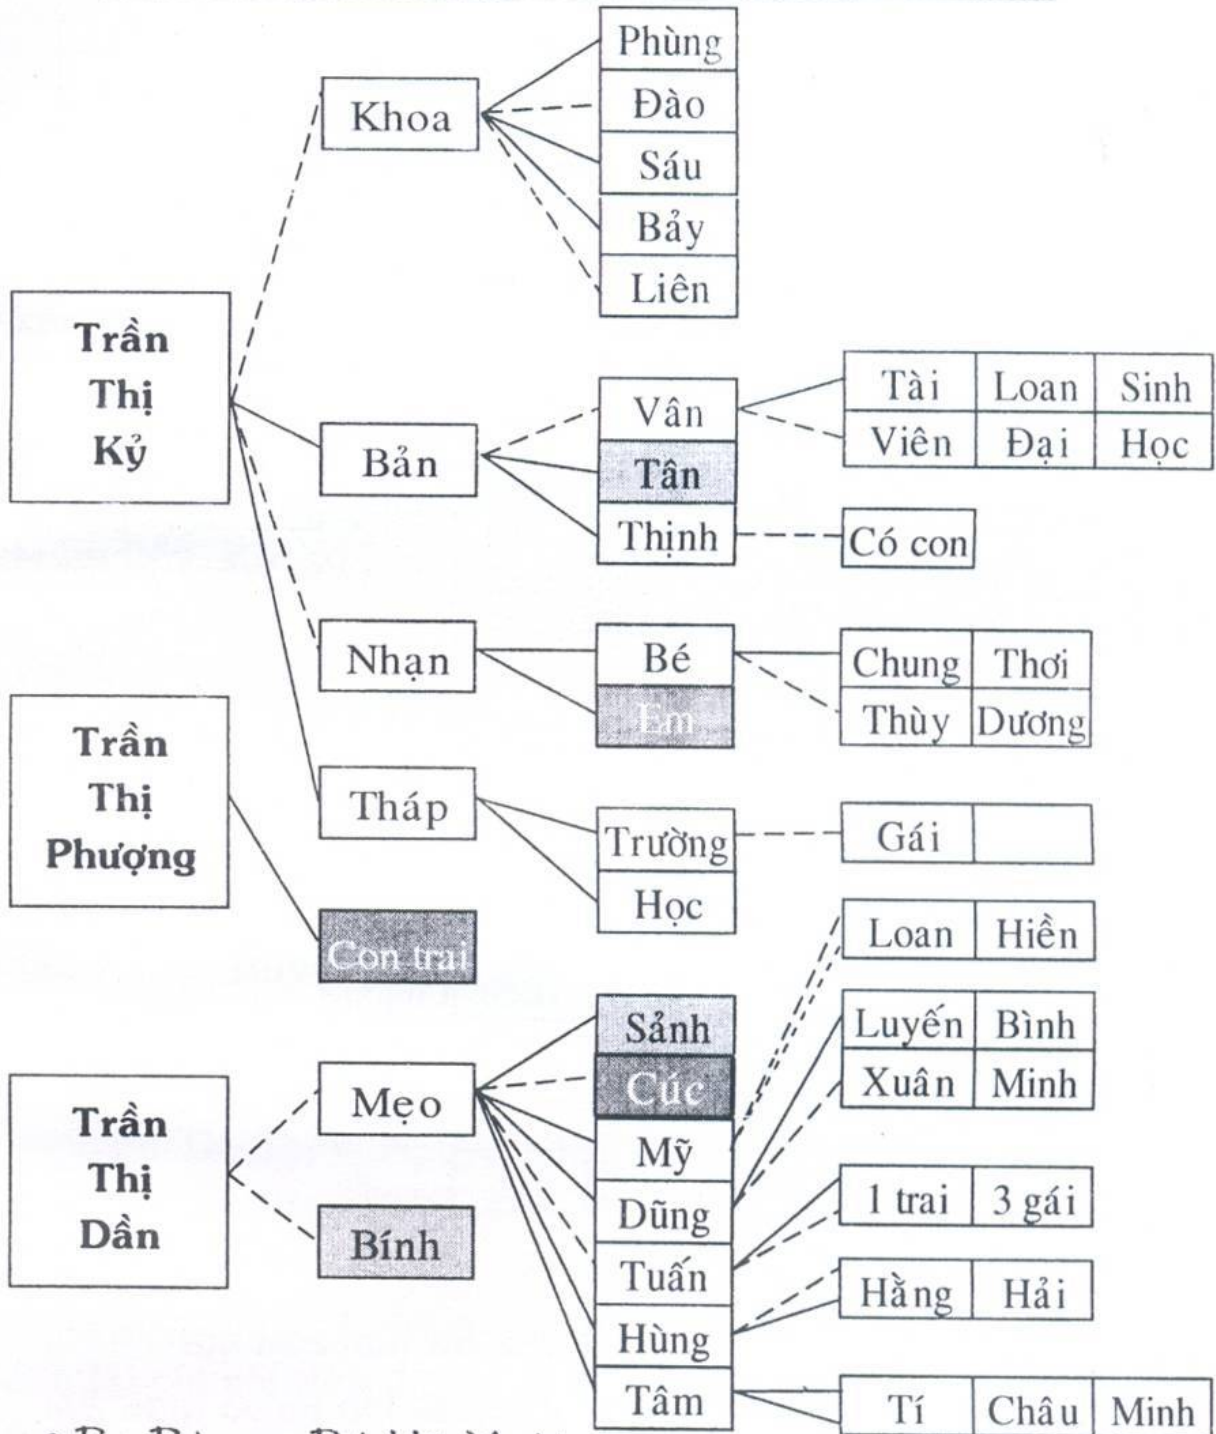 Trần
Thị
Kỷ
Khoa
Phùng
Đào
Sáu
Bảy
Liên
Bản
Vân
Tài Loan Sinh
Viên Đại Học
Tân
Thịnh
Có con
Nhạn
Bé
Chung Thơi
Thùy Dương
Em
Tháp
Trường
Gái
Học
Trần
Thị
Phượng
Con trai
Trần
Thị
Dần
Mẹo
Sảnh
Cúc
Mỹ
Loan Hiền
Dũng
Luyến Bình
Xuân Minh
Tuấn
1 trai 3 gái
Hùng
Hằng Hải
Tâm
Tí Châu Minh
Bính